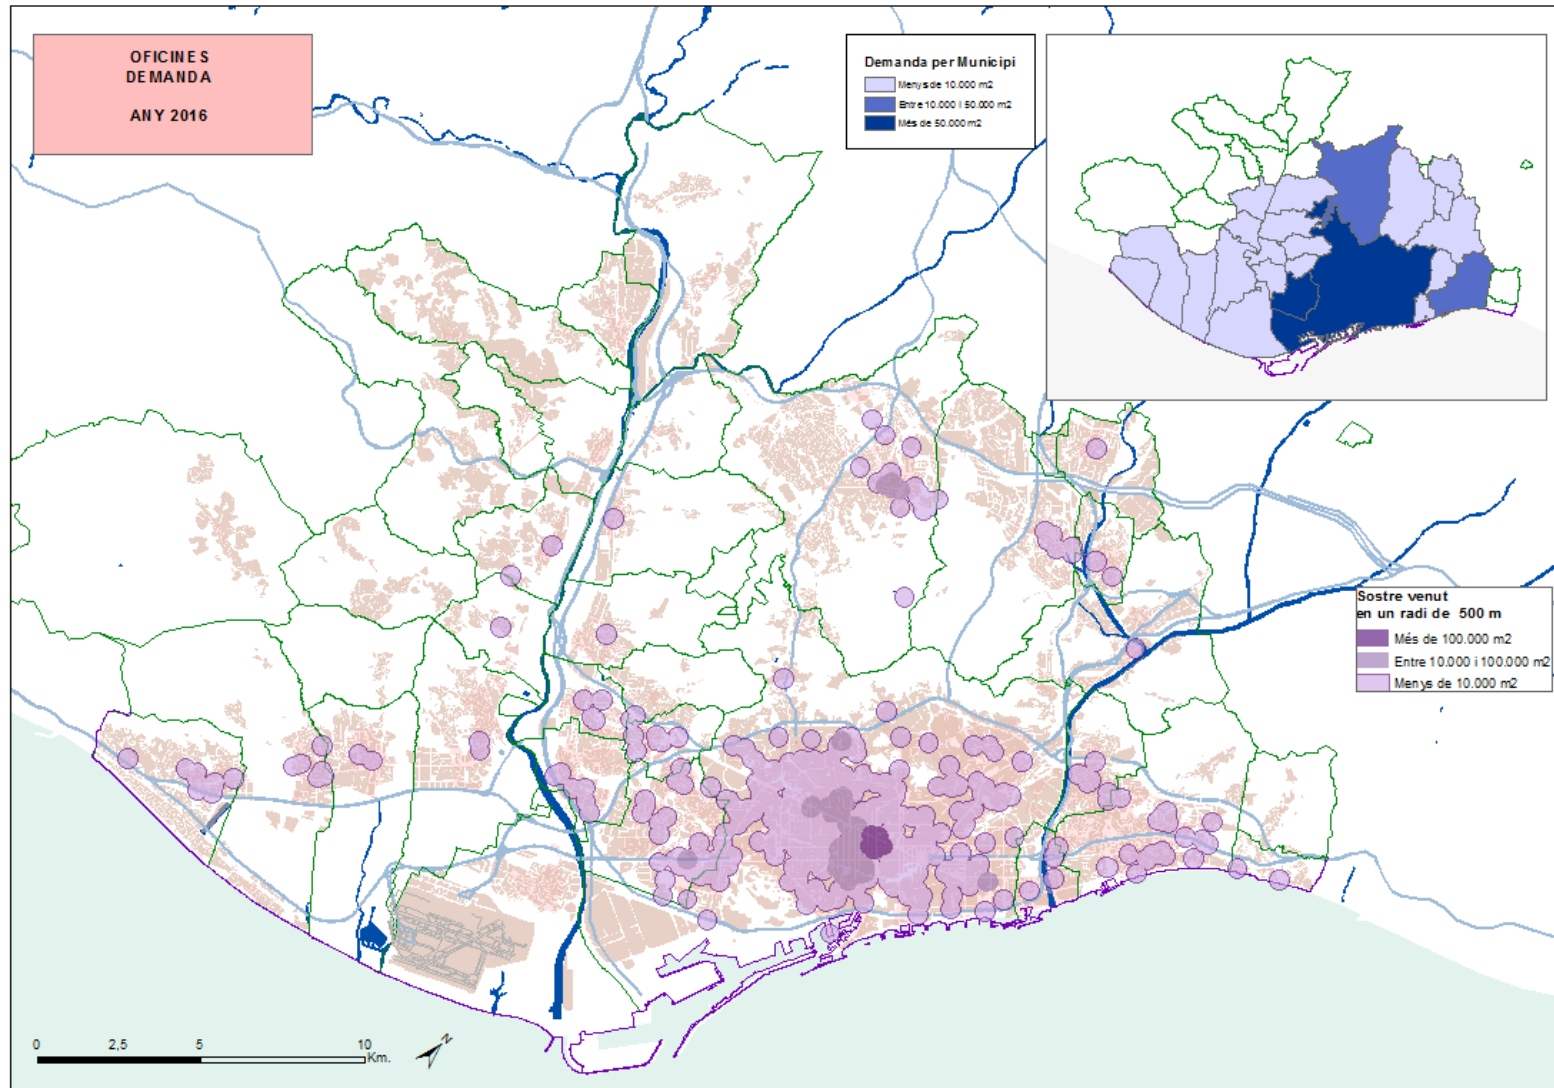 OFICINES
DEMANDA
ANY 2016
Demanda per Municipi
Menys de 10.000 m2
Entre 10.000 i 50.000 m2
Més de 50.000 m2
Sostre venut
en un radi de 500 m
Més de 100.000 m2
Entre 10.000 i 100.000 m2
Menys de 10.000 m2
0 2,5 5 10
Km.
N